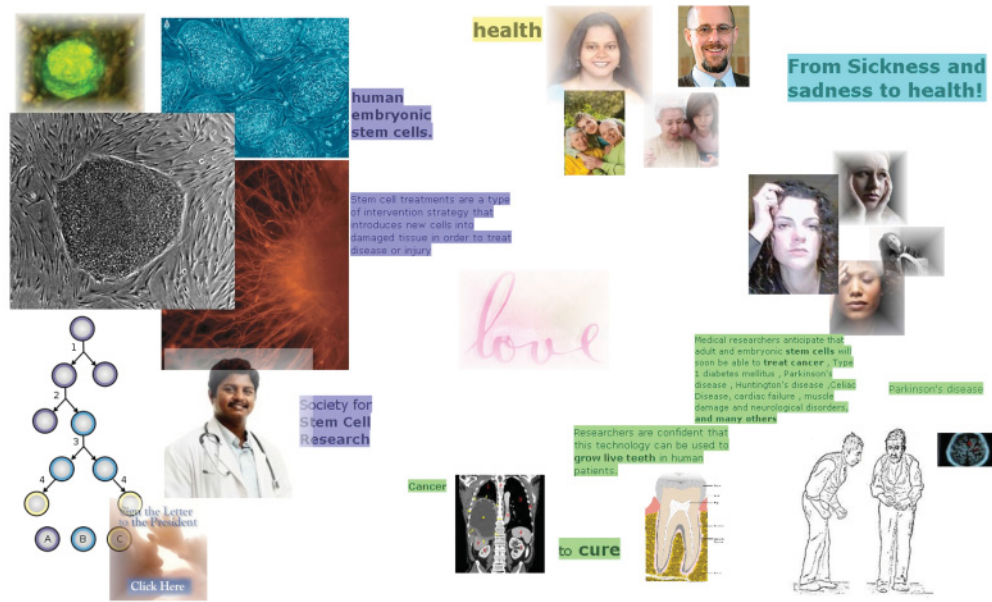 health
From Sickness and
sadness to health!
human
embryonic
stem cells.
Stem cell treatments are a type
of intervention strategy that
introduces new cells into
damaged tissue in order to treat
disease or injury
love
Medical researchers anticipate that
adult and embryonic stem cells will
soon be able to treat cancer , Type
1 diabetes mellitus , Parkinson's
disease , Huntington's disease ,Celiac
Disease, cardiac failure , muscle
damage and neurological disorders,
and many others
Parkinson's disease
Society for
Stem Cell
Research
Researchers are confident that
this technology can be used to
grow live teeth in human
patients.
Cancer
to cure
1
2
3
4
4
A
B
C
Sign the Letter
to the President
Click Here